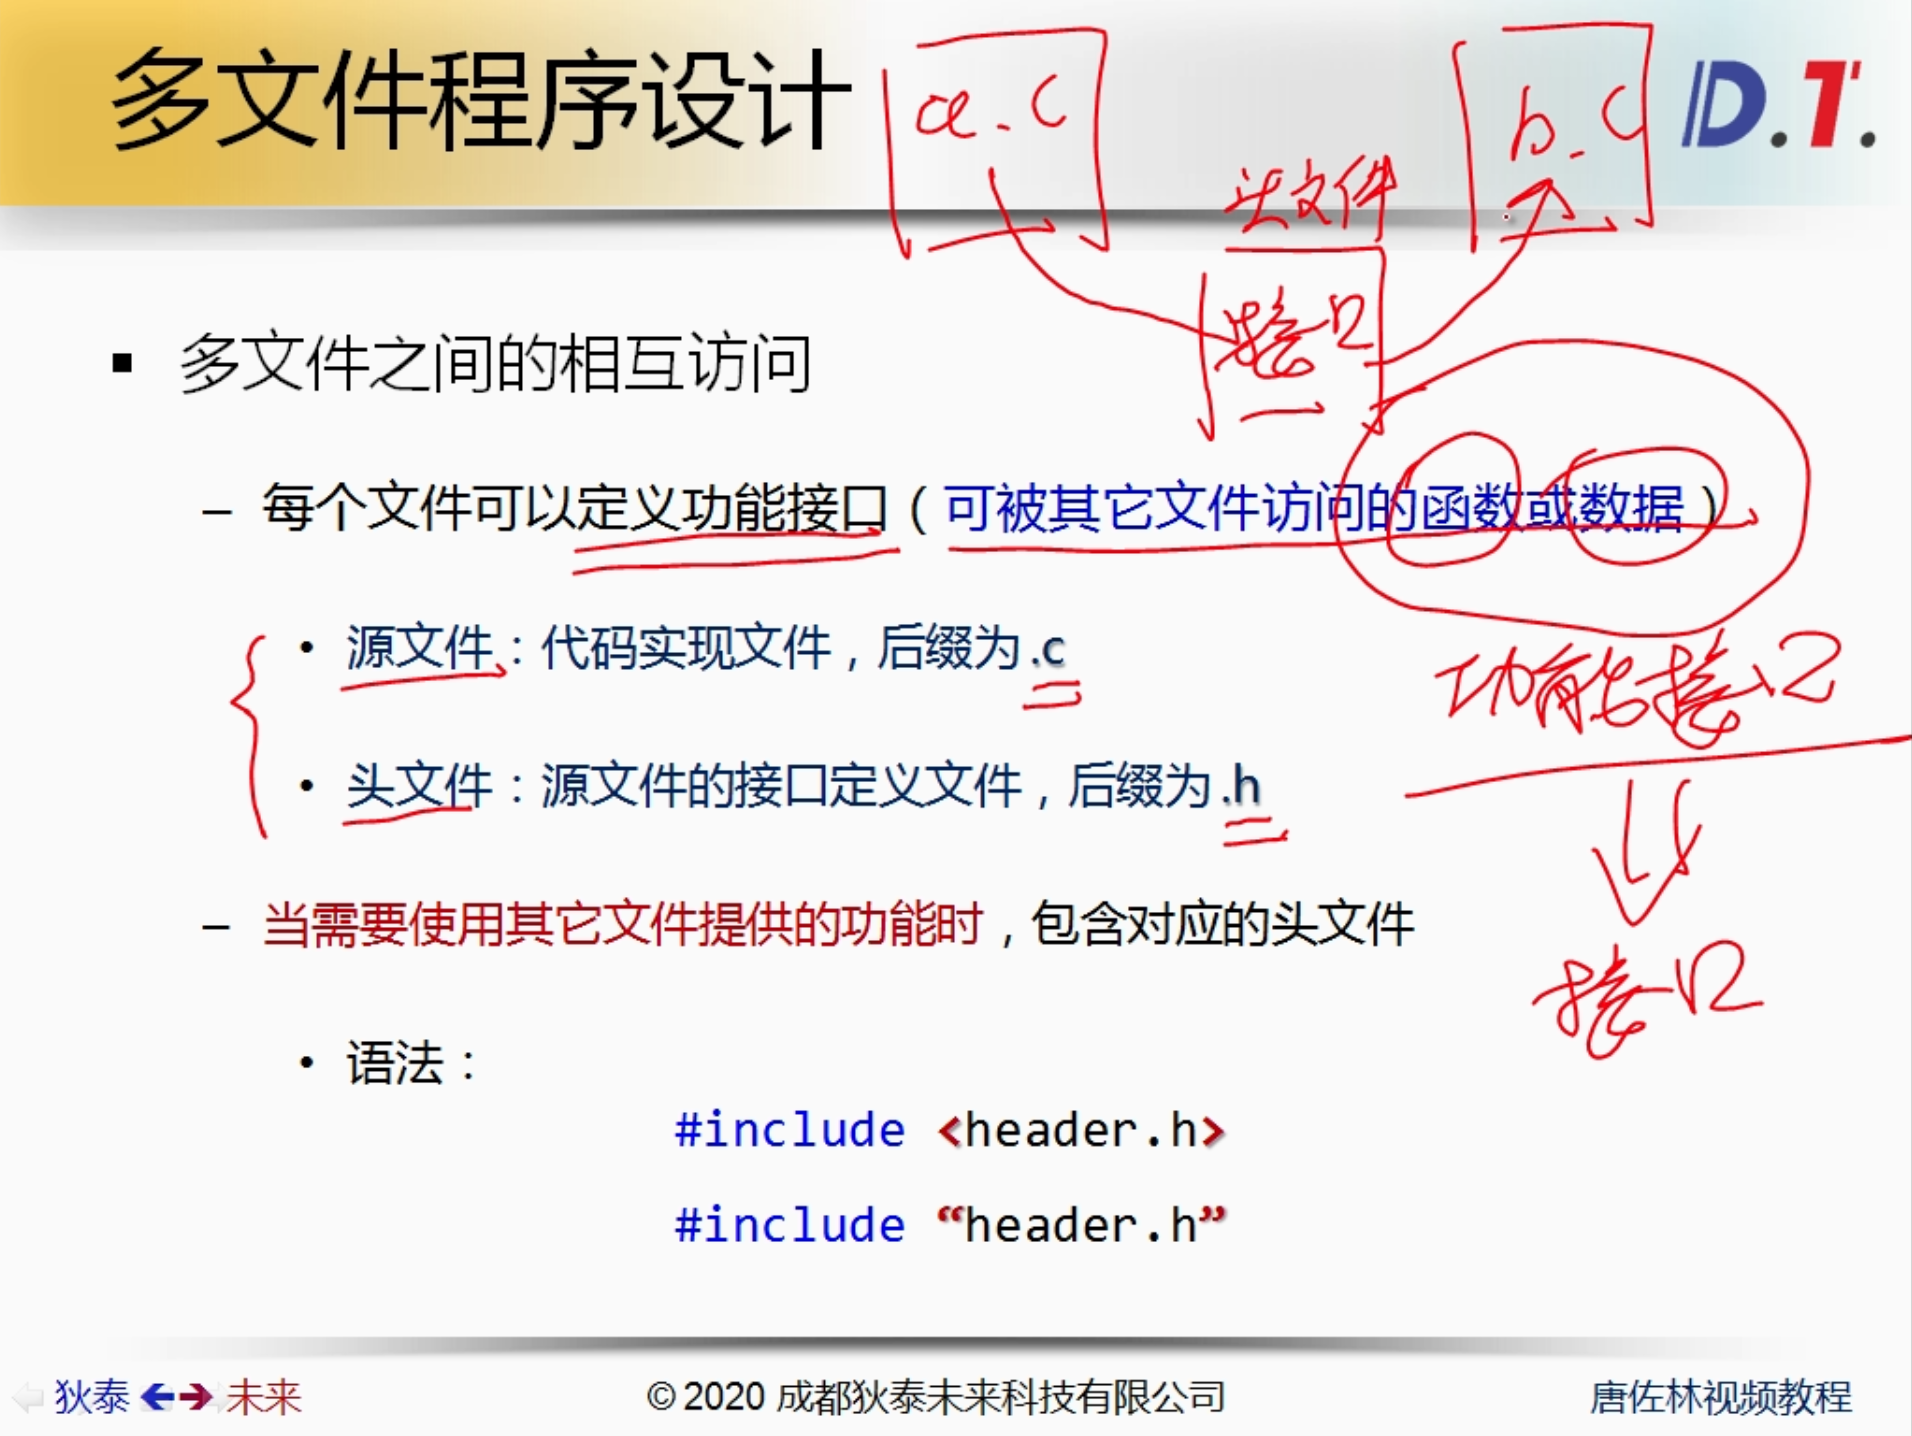 多文件程序设计
a.c
b.c
D.T.
头文件
接口
▪ 多文件之间的相互访问
– 每个文件可以定义功能接口（可被其它文件访问的函数或数据）
• 源文件：代码实现文件，后缀为 .c
功能接口
• 头文件：源文件的接口定义文件，后缀为 .h
– 当需要使用其它文件提供的功能时，包含对应的头文件
接口
• 语法：
#include <header.h>
#include “header.h”
狄泰 未来
© 2020 成都狄泰未来科技有限公司
唐佐林视频教程